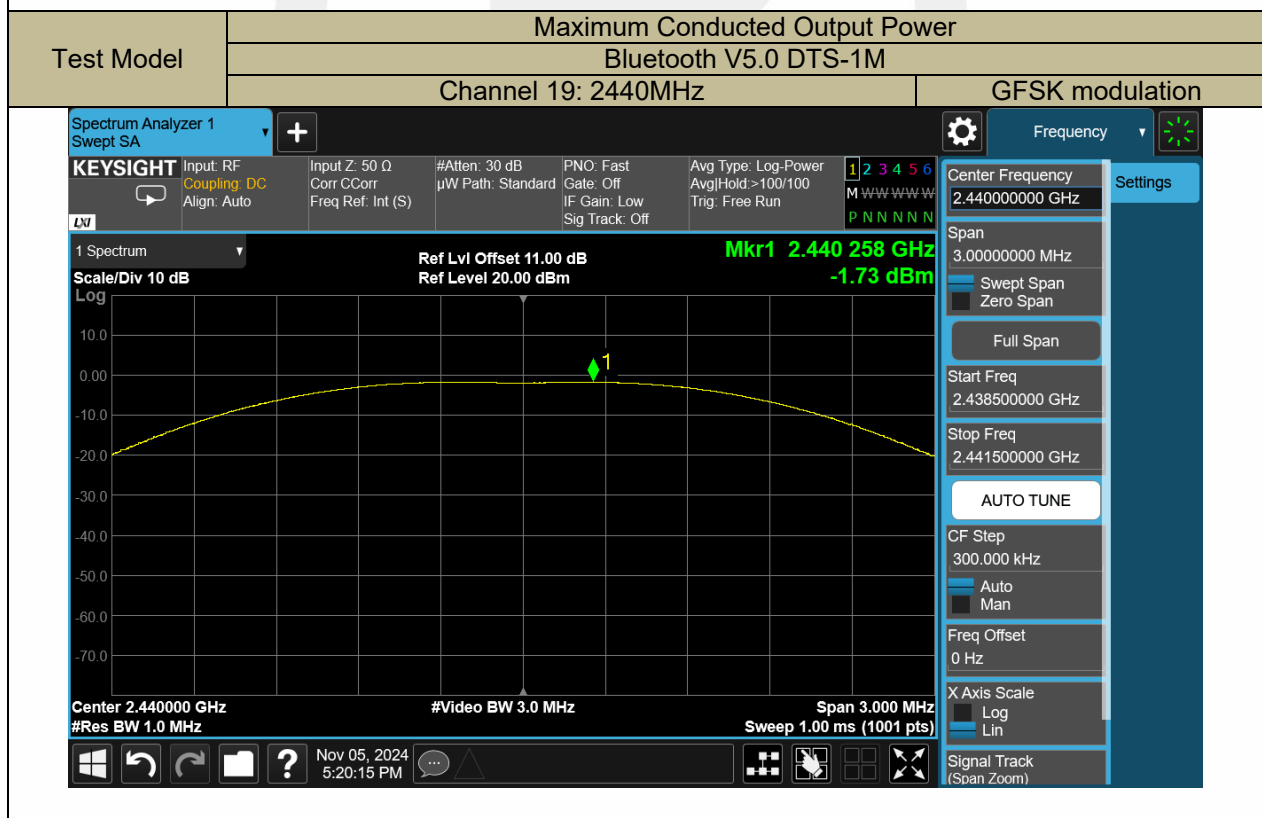 Test Model
Maximum Conducted Output Power
Bluetooth V5.0 DTS-1M
Channel 19: 2440MHz GFSK modulation
Spectrum Analyzer 1
Swept SA
+
Frequency
KEYSIGHT
LXI
Input: RF
Coupling: DC
Align: Auto
Input Z: 50 Ω
Corr CCorr
Freq Ref: Int (S)
#Atten: 30 dB
µW Path: Standard
PNO: Fast
Gate: Off
IF Gain: Low
Sig Track: Off
Avg Type: Log-Power
Avg|Hold:>100/100
Trig: Free Run
1 2 3 4 5 6
M W W W W W
P N N N N N
1 Spectrum
Scale/Div 10 dB
Log
Ref Lvl Offset 11.00 dB
Ref Level 20.00 dBm
Mkr1 2.440 258 GHz
-1.73 dBm
10.0
0.00
-10.0
-20.0
-30.0
-40.0
-50.0
-60.0
-70.0
1
Center 2.440000 GHz
#Res BW 1.0 MHz
#Video BW 3.0 MHz
Span 3.000 MHz
Sweep 1.00 ms (1001 pts)
?
Nov 05, 2024
5:20:15 PM
Center Frequency
2.440000000 GHz
Settings
Span
3.00000000 MHz
Swept Span
Zero Span
Full Span
Start Freq
2.438500000 GHz
Stop Freq
2.441500000 GHz
AUTO TUNE
CF Step
300.000 kHz
Auto
Man
Freq Offset
0 Hz
X Axis Scale
Log
Lin
Signal Track
(Span Zoom)